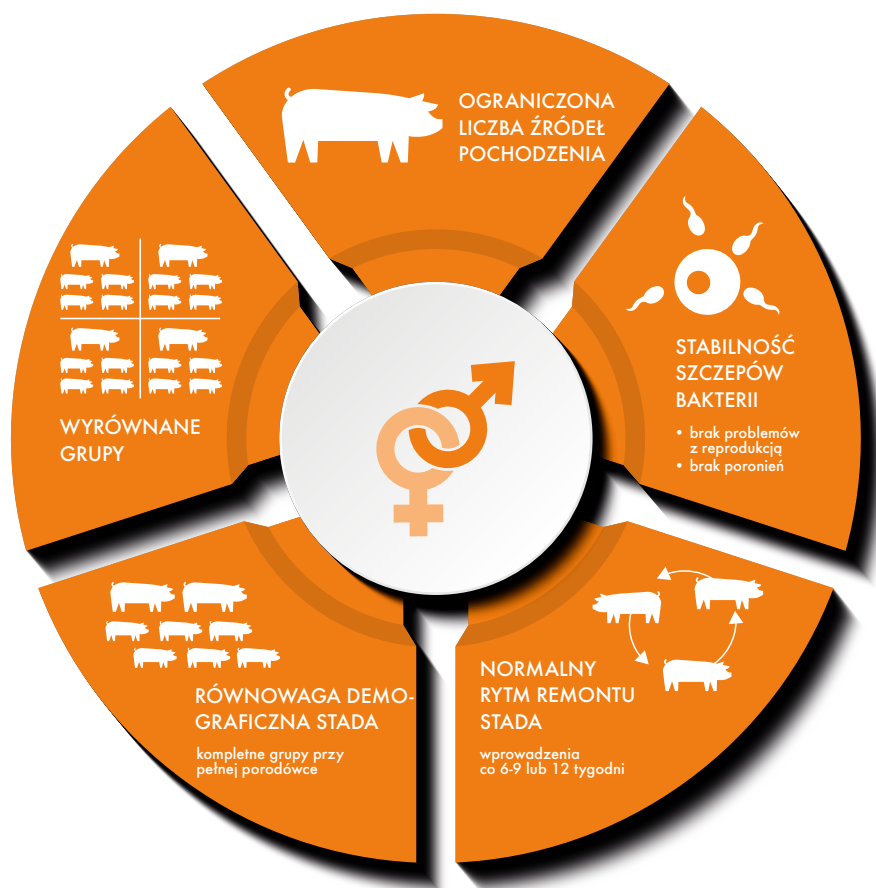 OGRANICZONA
LICZBA ŹRÓDEŁ
POCHODZENIA
STABILNOŚĆ
SZCZEPÓW
BAKTERII
• brak problemów
z reprodukcją
• brak poronień
NORMALNY
RYTM REMONTU
STADA
wprowadzenia
co 6-9 lub 12 tygodni
RÓWNOWAGA DEMO-
GRAFICZNA STADA
kompletne grupy przy
pełnej porodówce
WYRÓWNANE
GRUPY